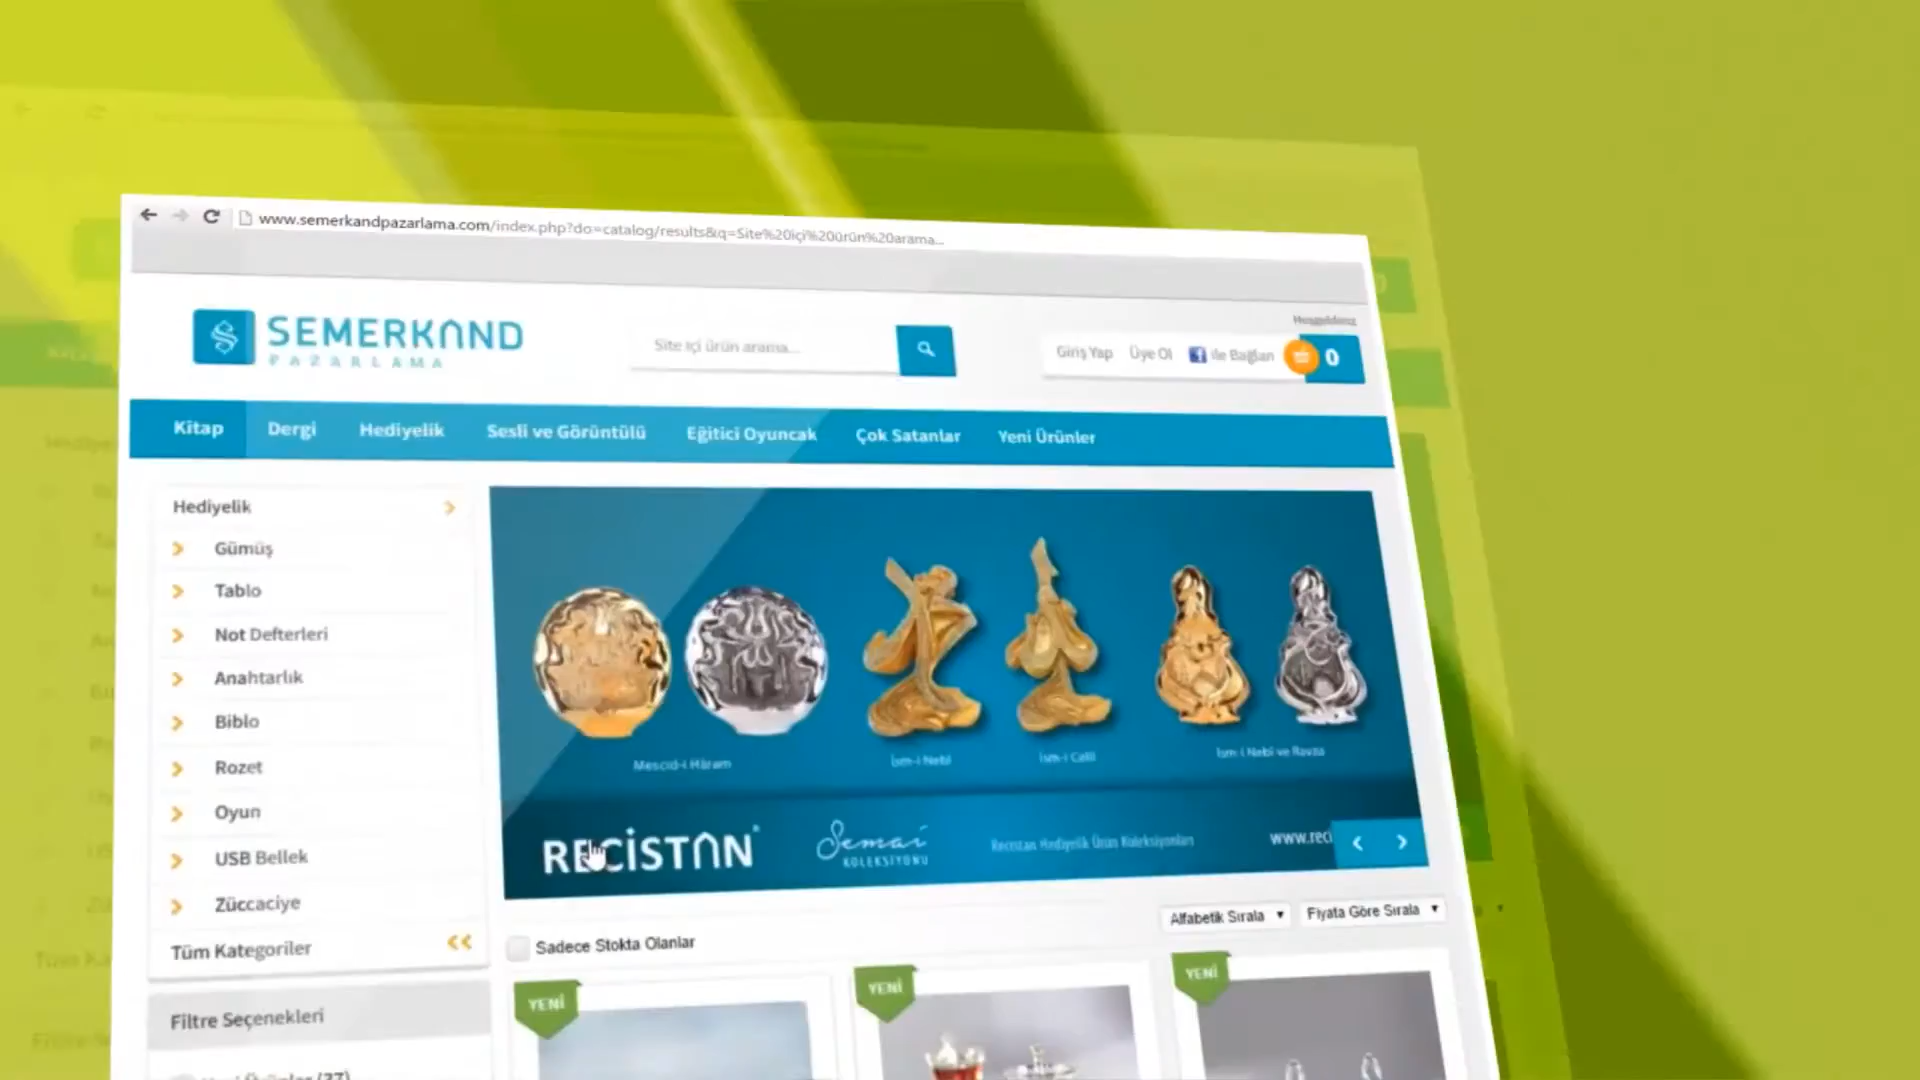 www.semerkandpazarlama.com/index.php?do=catalog/results&q=Site%20içi%20ürün%20arama...
SEMERKAND
PAZARLAMA
Site içi ürün arama...
Hoşgeldiniz
Giriş Yap Üye Ol f ile Bağlan 0
Kitap Dergi Hediyelik Sesli ve Görüntülü Eğitici Oyuncak Çok Satanlar Yeni Ürünler
Hediyelik
Gümüş
Tablo
Not Defterleri
Anahtarlık
Biblo
Rozet
Oyun
USB Bellek
Züccaciye
Tüm Kategoriler
Filtre Seçenekleri
Mescid-i Haram İsm-i Nebî İsm-i Celîl İsm-i Nebî ve Ravza
RECİSTAN Semai KOLEKSİYONU Recistan Hediyelik Ürün Koleksiyonları www.reci
Alfabetik Sırala Fiyata Göre Sırala
Sadece Stokta Olanlar
YENİ YENİ YENİ